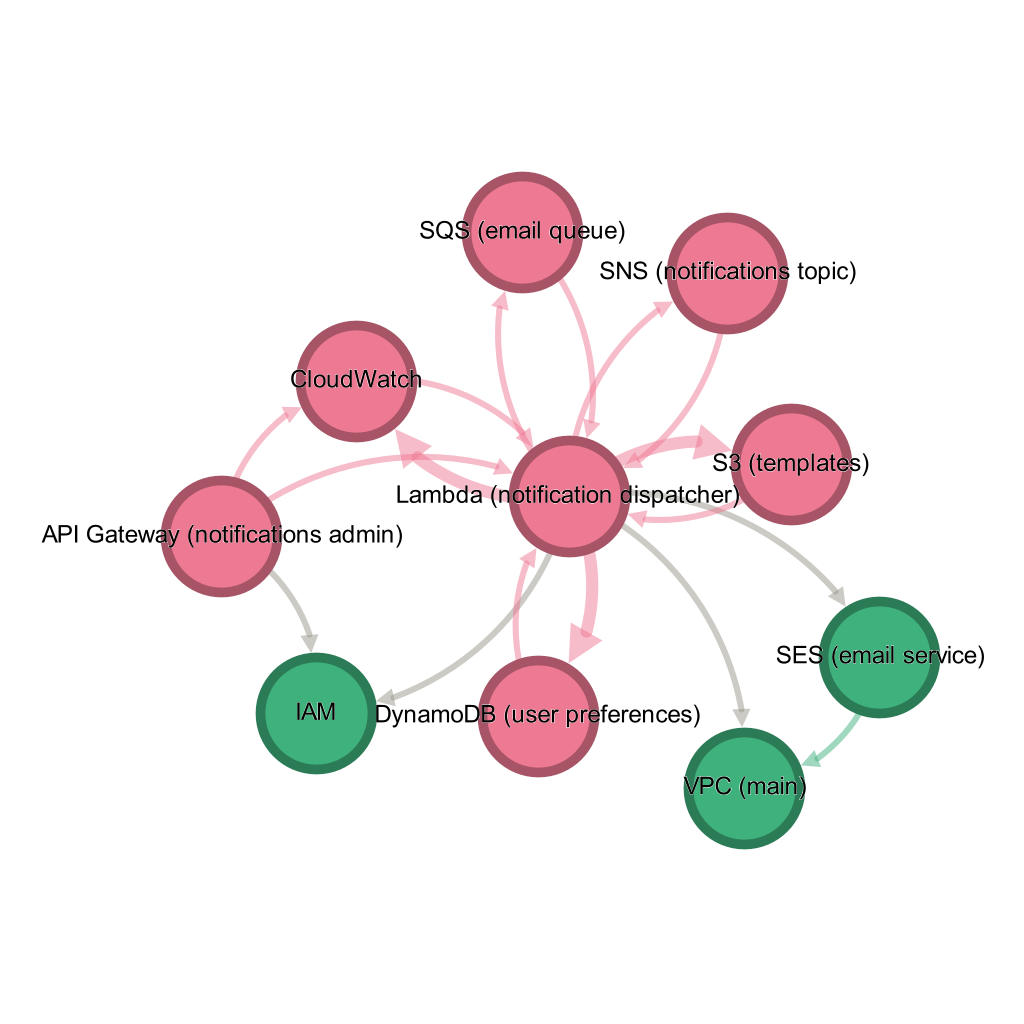 SQS (email queue)
SNS (notifications topic)
CloudWatch
S3 (templates)
Lambda (notification dispatcher)
API Gateway (notifications admin)
SES (email service)
IAM
DynamoDB (user preferences)
VPC (main)